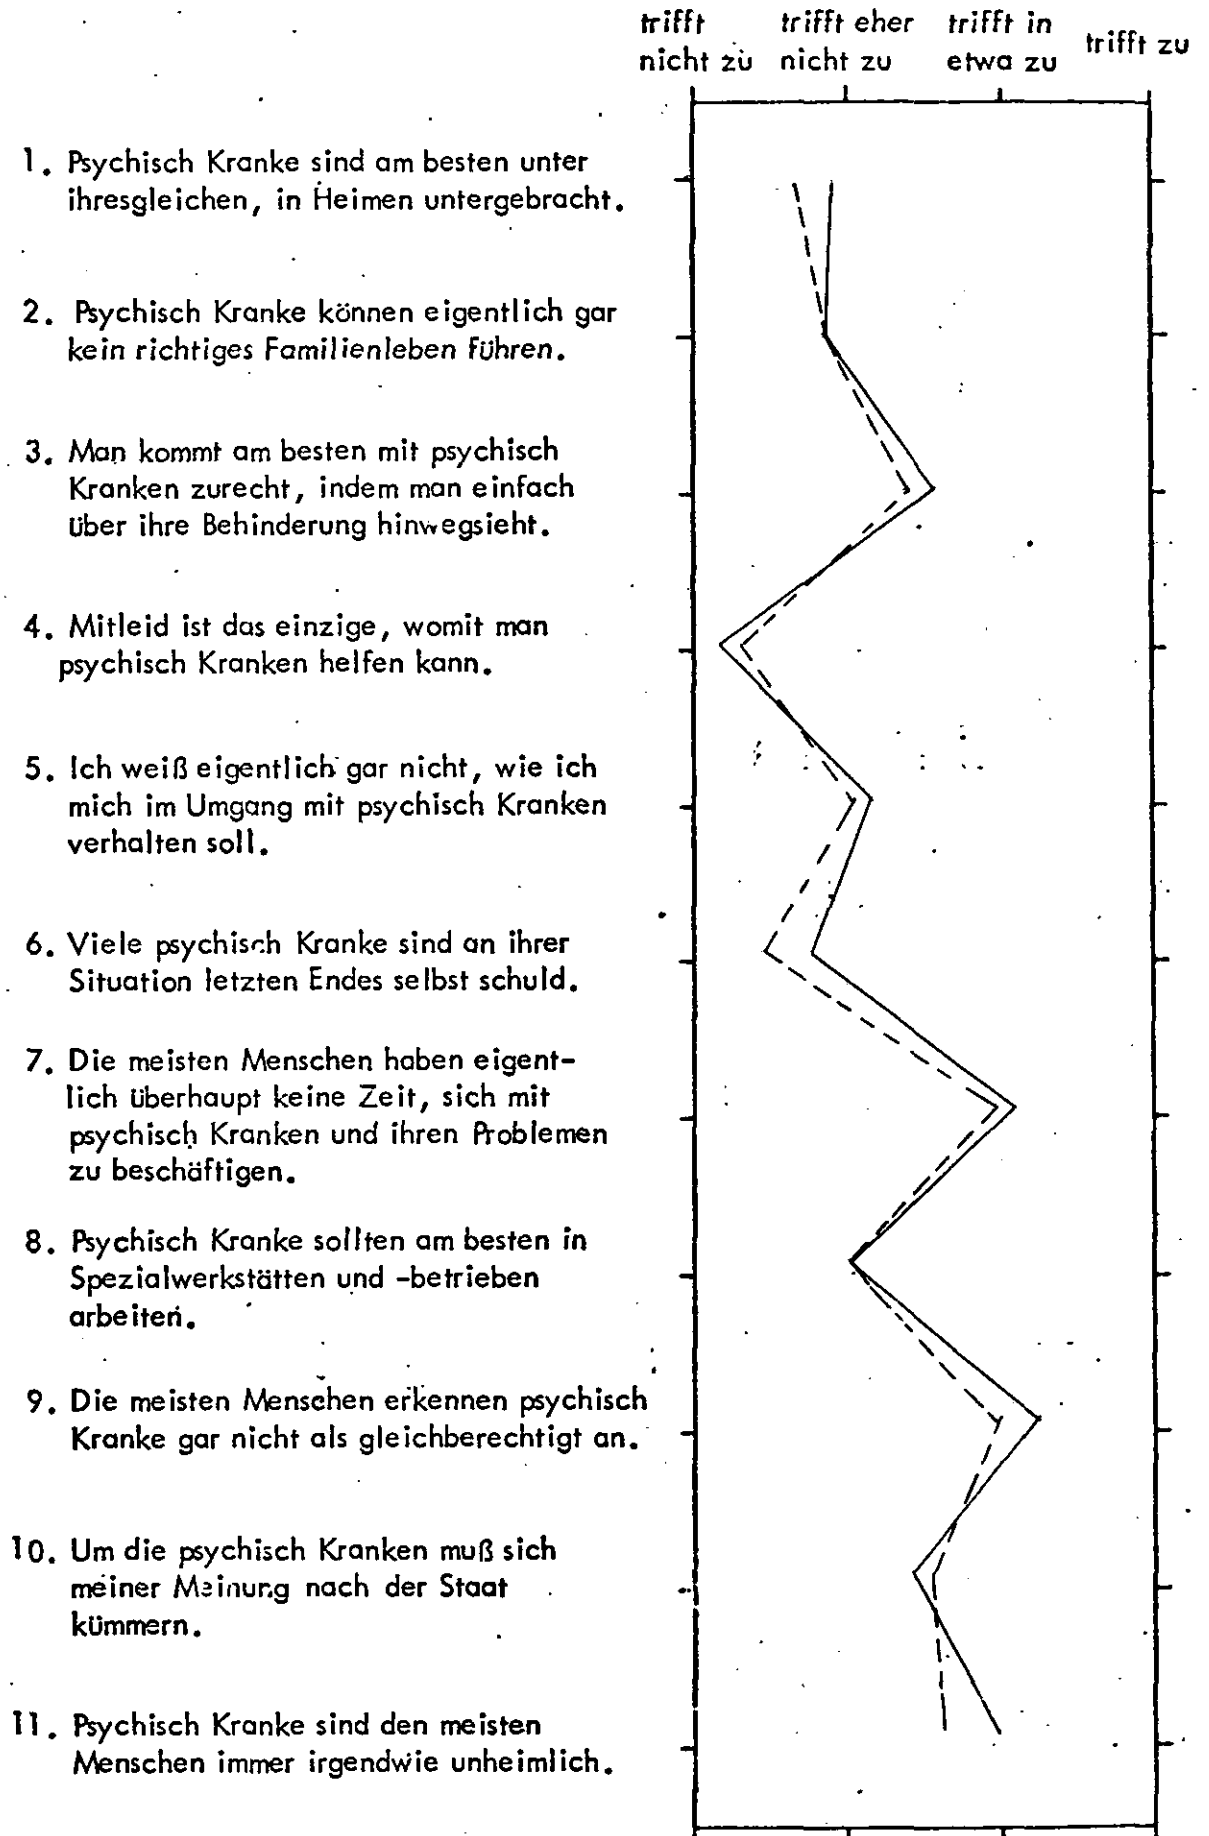 trifft trifft eher trifft in trifft zu
nicht zu nicht zu etwa zu
1. Psychisch Kranke sind am besten unter
ihresgleichen, in Heimen untergebracht.
2. Psychisch Kranke können eigentlich gar
kein richtiges Familienleben führen.
3. Man kommt am besten mit psychisch
Kranken zurecht, indem man einfach
über ihre Behinderung hinwegsieht.
4. Mitleid ist das einzige, womit man
psychisch Kranken helfen kann.
5. Ich weiß eigentlich gar nicht, wie ich
mich im Umgang mit psychisch Kranken
verhalten soll.
6. Viele psychisch Kranke sind an ihrer
Situation letzten Endes selbst schuld.
7. Die meisten Menschen haben eigent-
lich überhaupt keine Zeit, sich mit
psychisch Kranken und ihren Problemen
zu beschäftigen.
8. Psychisch Kranke sollten am besten in
Spezialwerkstätten und -betrieben
arbeiten.
9. Die meisten Menschen erkennen psychisch
Kranke gar nicht als gleichberechtigt an.
10. Um die psychisch Kranken muß sich
meiner Meinung nach der Staat
kümmern.
11. Psychisch Kranke sind den meisten
Menschen immer irgendwie unheimlich.